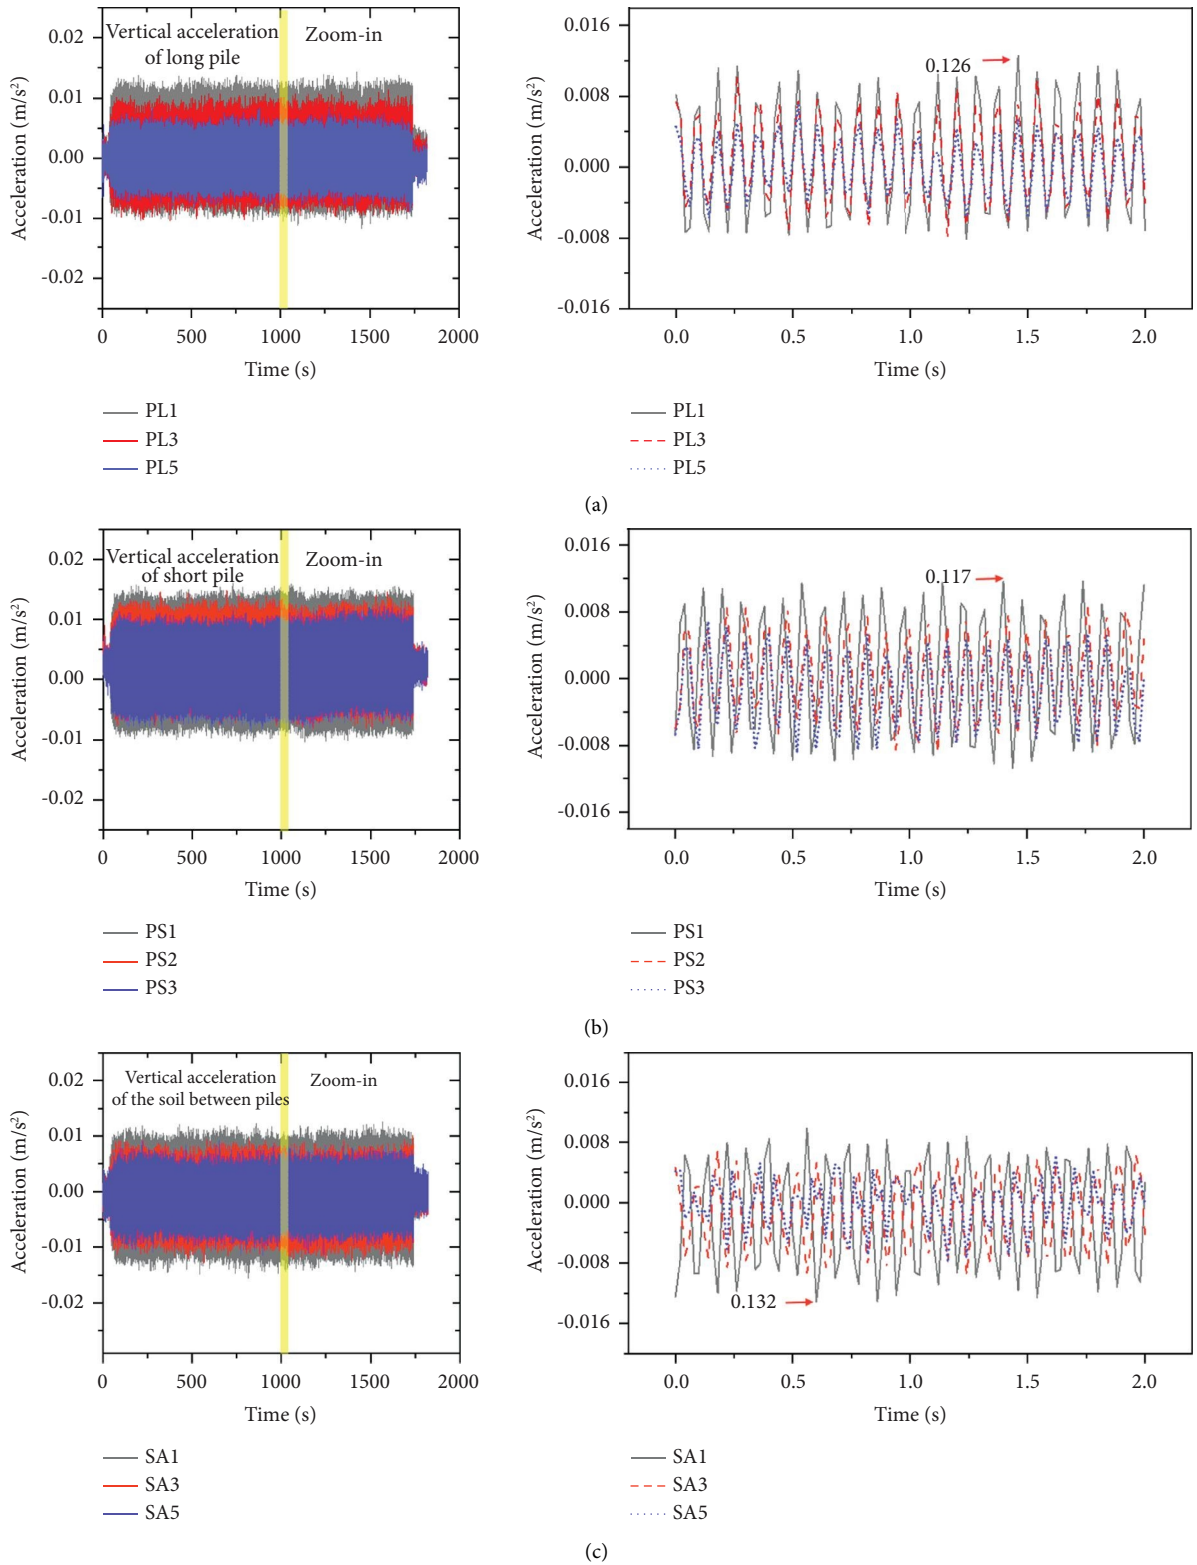 Vertical acceleration
of long pile
Zoom-in
Acceleration (m/s²)
0.02
0.01
0.00
-0.01
-0.02
0
500
1000
1500
2000
Time (s)
PL1
PL3
PL5
0.126
Acceleration (m/s²)
0.016
0.008
0.000
-0.008
-0.016
0.0
0.5
1.0
1.5
2.0
Time (s)
PL1
PL3
PL5
(a)
Vertical acceleration
of short pile
Zoom-in
Acceleration (m/s²)
0.02
0.01
0.00
-0.01
-0.02
0
500
1000
1500
2000
Time (s)
PS1
PS2
PS3
0.117
Acceleration (m/s²)
0.016
0.008
0.000
-0.008
-0.016
0.0
0.5
1.0
1.5
2.0
Time (s)
PS1
PS2
PS3
(b)
Vertical acceleration
of the soil between piles
Zoom-in
Acceleration (m/s²)
0.02
0.01
0.00
-0.01
-0.02
0
500
1000
1500
2000
Time (s)
SA1
SA3
SA5
0.132
Acceleration (m/s²)
0.016
0.008
0.000
-0.008
-0.016
0.0
0.5
1.0
1.5
2.0
Time (s)
SA1
SA3
SA5
(c)